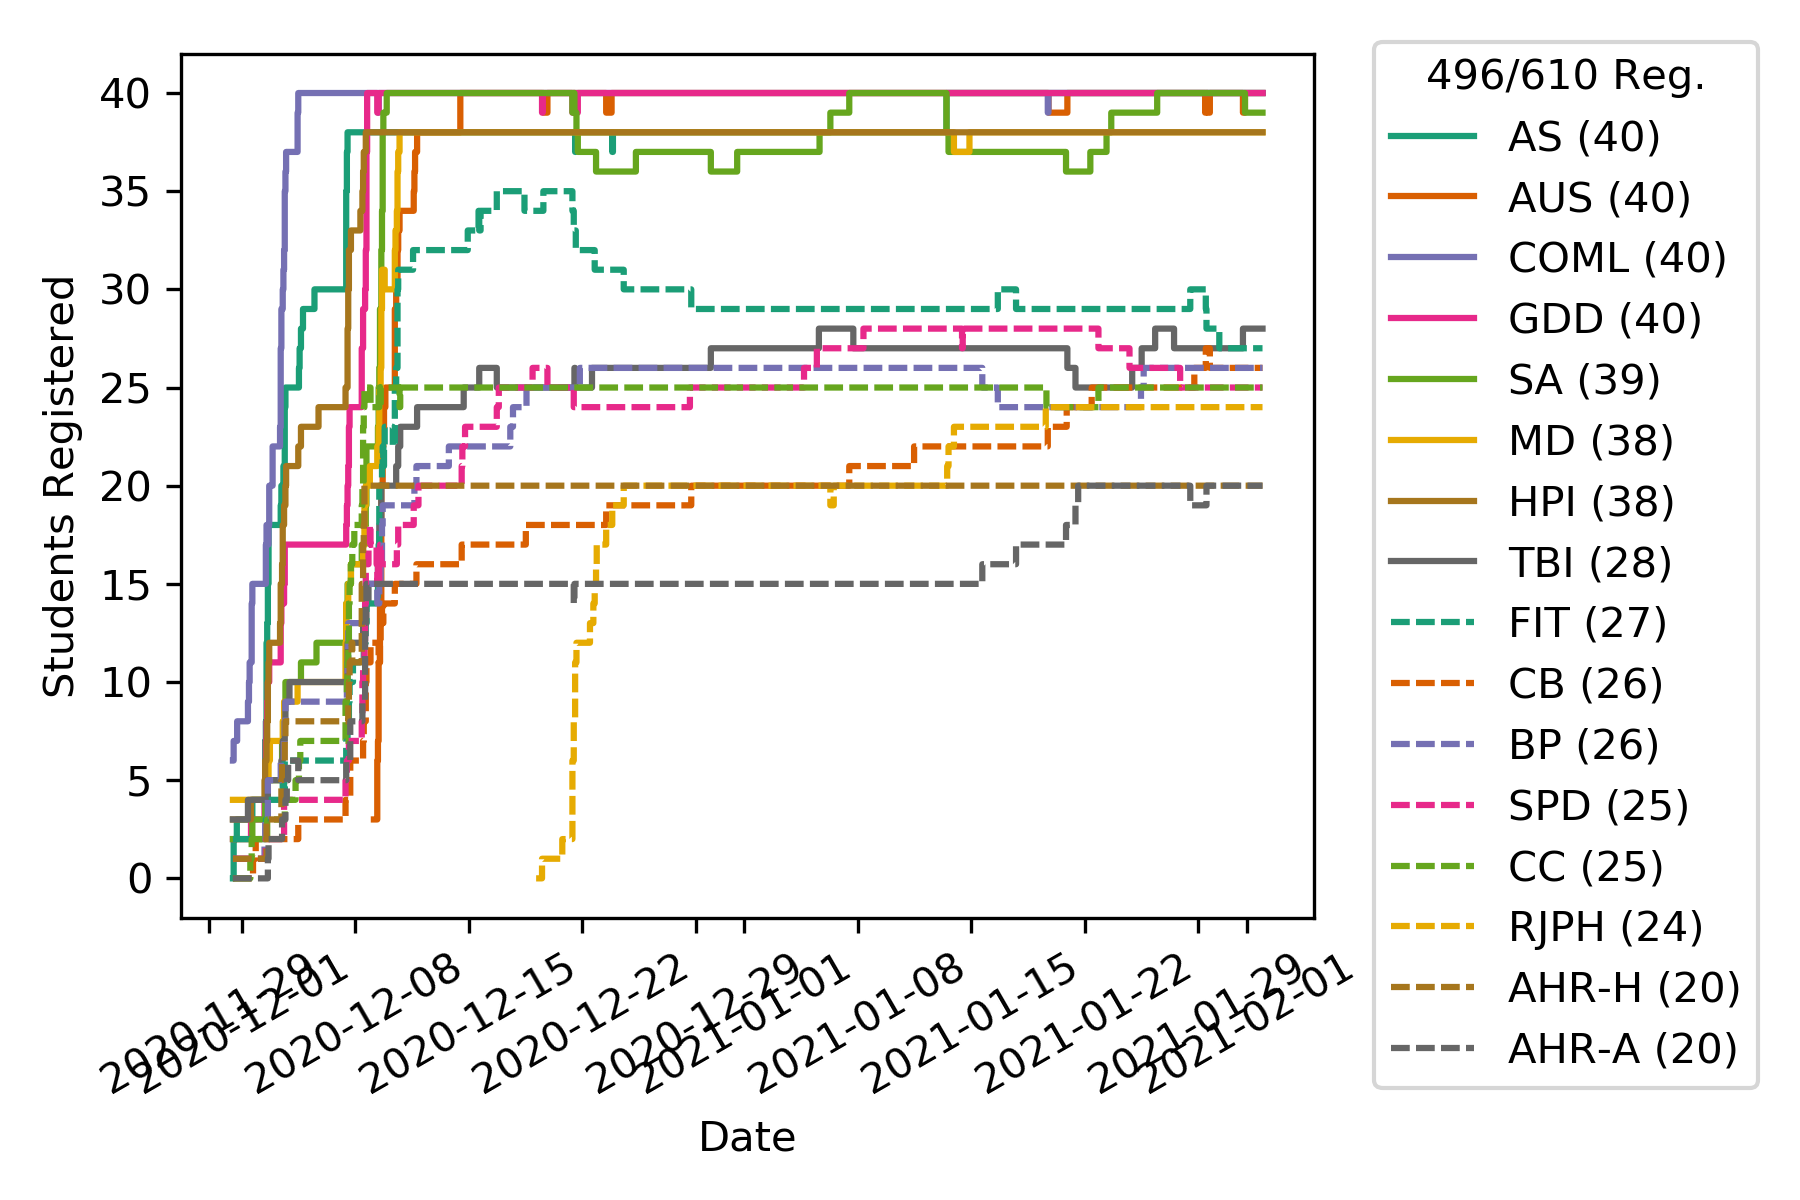 40
35
30
25
20
15
10
5
0
Students Registered
2020-11-29
2020-12-01
2020-12-08
2020-12-15
2020-12-22
2020-12-29
2021-01-01
2021-01-08
2021-01-15
2021-01-22
2021-01-29
2021-02-01
Date
496/610 Reg.
AS (40)
AUS (40)
COML (40)
GDD (40)
SA (39)
MD (38)
HPI (38)
TBI (28)
FIT (27)
CB (26)
BP (26)
SPD (25)
CC (25)
RJPH (24)
AHR-H (20)
AHR-A (20)